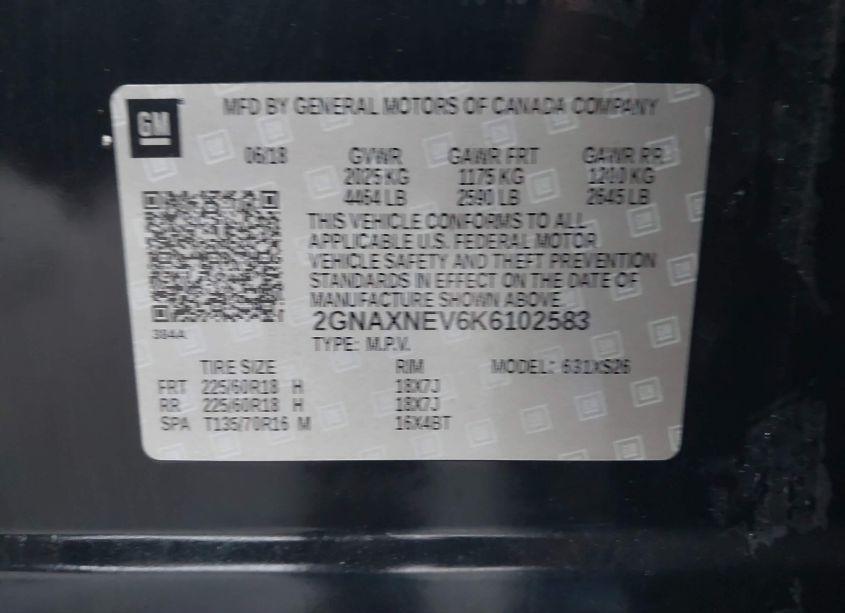 GM
MFD BY GENERAL MOTORS OF CANADA COMPANY
06/18 GVWR GAWR FRT GAWR RR
2025 KG 1175 KG 1200 KG
4464 LB 2590 LB 2645 LB
THIS VEHICLE CONFORMS TO ALL
APPLICABLE U.S. FEDERAL MOTOR
VEHICLE SAFETY AND THEFT PREVENTION
STANDARDS IN EFFECT ON THE DATE OF
MANUFACTURE SHOWN ABOVE.
2GNAXNEV6K6102583
384A
TYPE: M.P.V.
TIRE SIZE RIM MODEL: 631XS26
FRT 225/60R18 H 18X7J
RR 225/60R18 H 18X7J
SPA T135/70R16 M 16X4BT